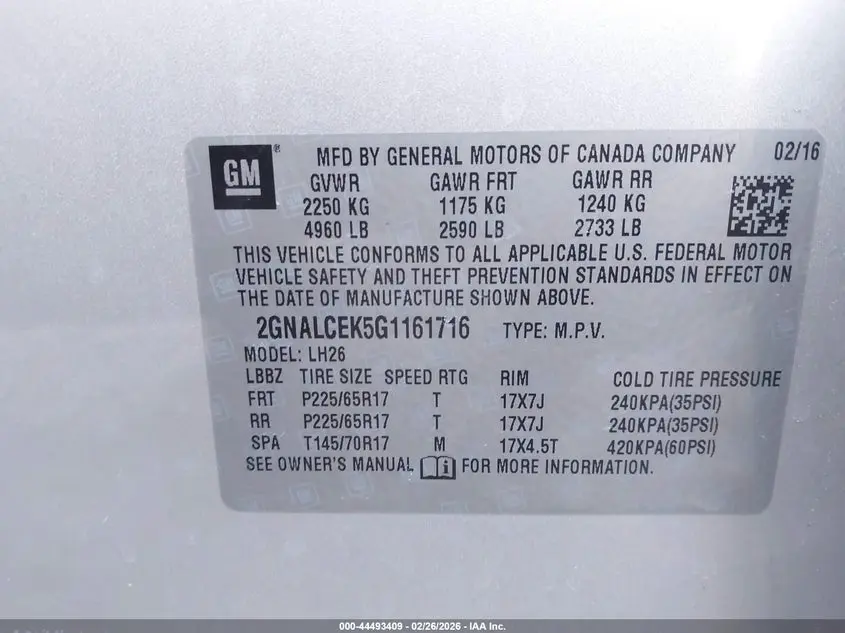 GM ® MFD BY GENERAL MOTORS OF CANADA COMPANY 02/16
GVWR GAWR FRT GAWR RR
2250 KG 1175 KG 1240 KG
4960 LB 2590 LB 2733 LB
THIS VEHICLE CONFORMS TO ALL APPLICABLE U.S. FEDERAL MOTOR
VEHICLE SAFETY AND THEFT PREVENTION STANDARDS IN EFFECT ON
THE DATE OF MANUFACTURE SHOWN ABOVE.
2GNALCEK5G1161716 TYPE: M.P.V.
MODEL: LH26
LBBZ TIRE SIZE SPEED RTG RIM COLD TIRE PRESSURE
FRT P225/65R17 T 17X7J 240KPA(35PSI)
RR P225/65R17 T 17X7J 240KPA(35PSI)
SPA T145/70R17 M 17X4.5T 420KPA(60PSI)
SEE OWNER'S MANUAL i FOR MORE INFORMATION.
000-44493409 - 02/26/2026 - IAA Inc.